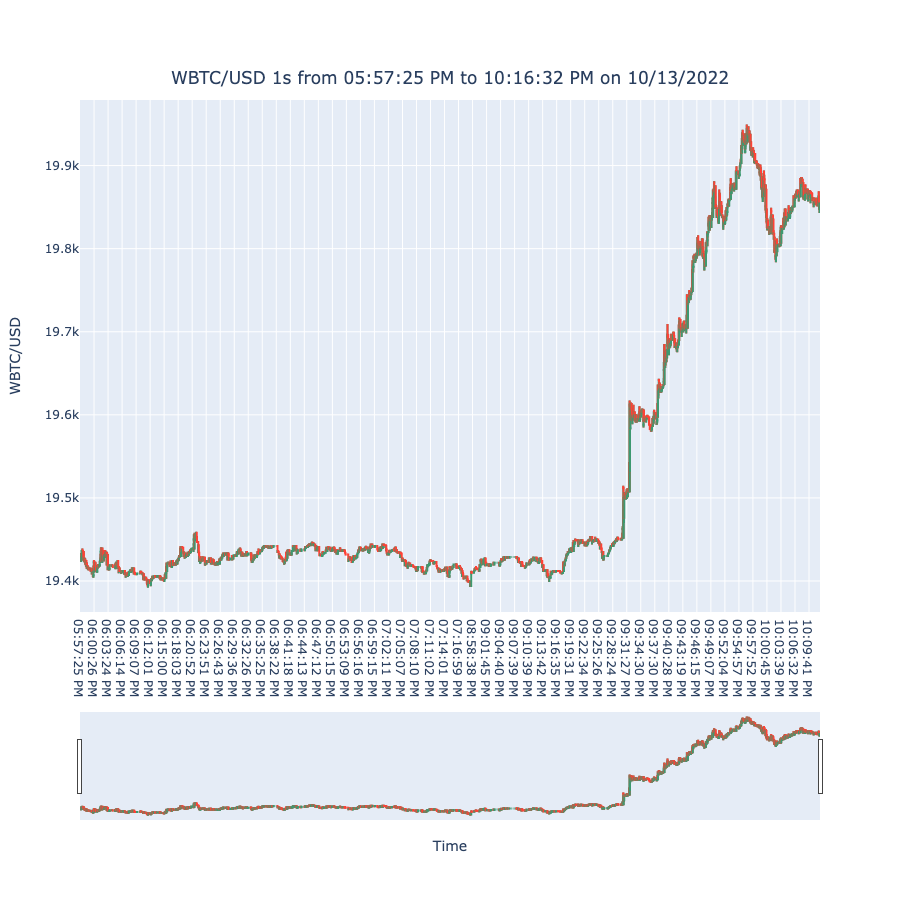 WBTC/USD 1s from 05:57:25 PM to 10:16:32 PM on 10/13/2022
WBTC/USD
19.9k
19.8k
19.7k
19.6k
19.5k
19.4k
05:57:25 PM
06:00:26 PM
06:03:24 PM
06:06:14 PM
06:09:07 PM
06:12:01 PM
06:15:00 PM
06:18:03 PM
06:20:52 PM
06:23:51 PM
06:26:43 PM
06:29:36 PM
06:32:36 PM
06:35:25 PM
06:38:22 PM
06:41:18 PM
06:44:13 PM
06:47:12 PM
06:50:15 PM
06:53:09 PM
06:56:16 PM
06:59:15 PM
07:02:11 PM
07:05:07 PM
07:08:10 PM
07:11:02 PM
07:14:01 PM
07:16:59 PM
08:58:38 PM
09:01:45 PM
09:04:40 PM
09:07:39 PM
09:10:39 PM
09:13:42 PM
09:16:35 PM
09:19:31 PM
09:22:34 PM
09:25:26 PM
09:28:24 PM
09:31:27 PM
09:34:30 PM
09:37:30 PM
09:40:28 PM
09:43:19 PM
09:46:15 PM
09:49:07 PM
09:52:04 PM
09:54:57 PM
09:57:52 PM
10:00:45 PM
10:03:39 PM
10:06:32 PM
10:09:41 PM
Time